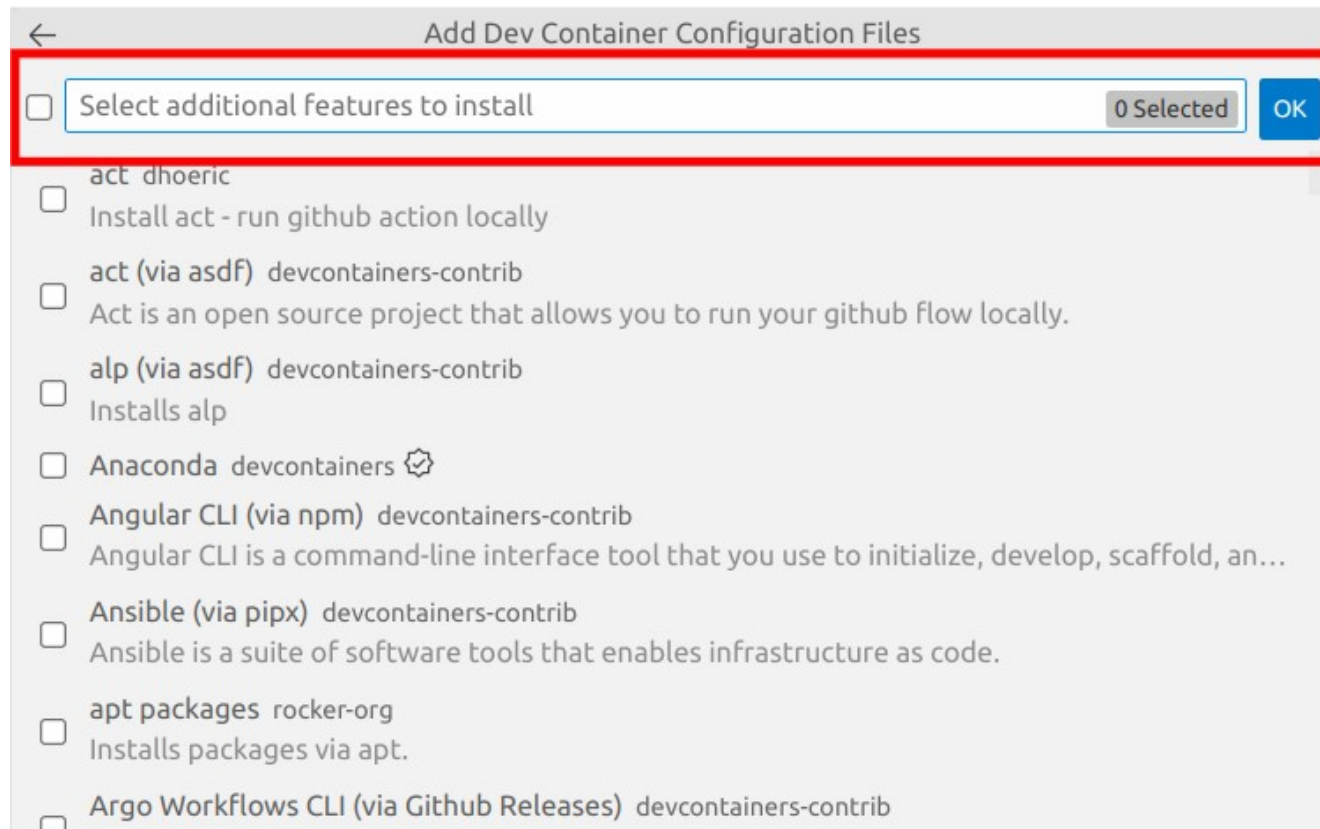 Add Dev Container Configuration Files
Select additional features to install 0 Selected OK
act dhoeric
Install act - run github action locally
act (via asdf) devcontainers-contrib
Act is an open source project that allows you to run your github flow locally.
alp (via asdf) devcontainers-contrib
Installs alp
Anaconda devcontainers
Angular CLI (via npm) devcontainers-contrib
Angular CLI is a command-line interface tool that you use to initialize, develop, scaffold, an...
Ansible (via pipx) devcontainers-contrib
Ansible is a suite of software tools that enables infrastructure as code.
apt packages rocker-org
Installs packages via apt.
Argo Workflows CLI (via Github Releases) devcontainers-contrib